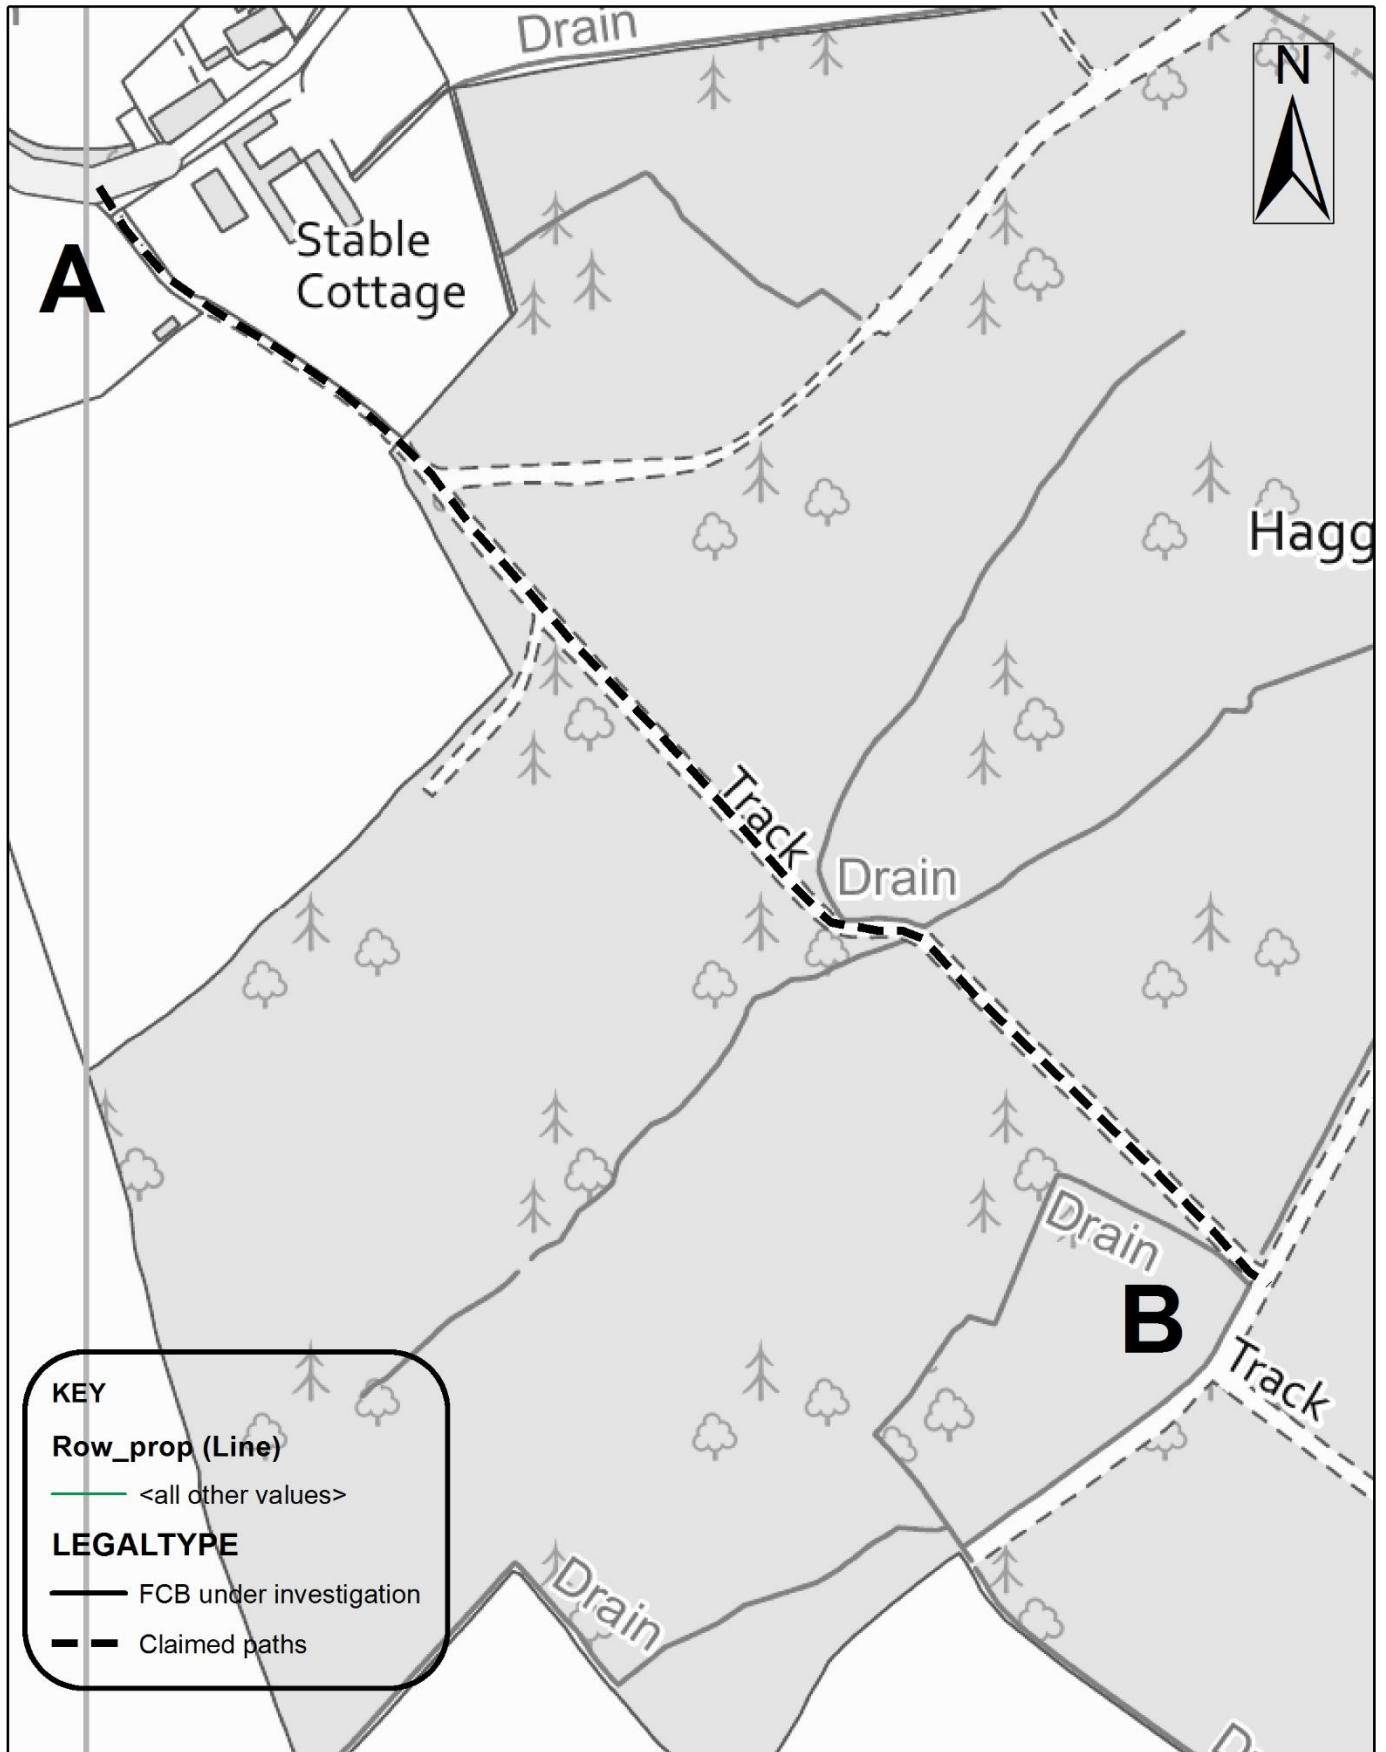 Drain
N
Stable
Cottage
A
Hagg
Track
Drain
Drain
B
Track
KEY
Row_prop (Line)
<all other values>
LEGALTYPE
FCB under investigation
Claimed paths
Drain